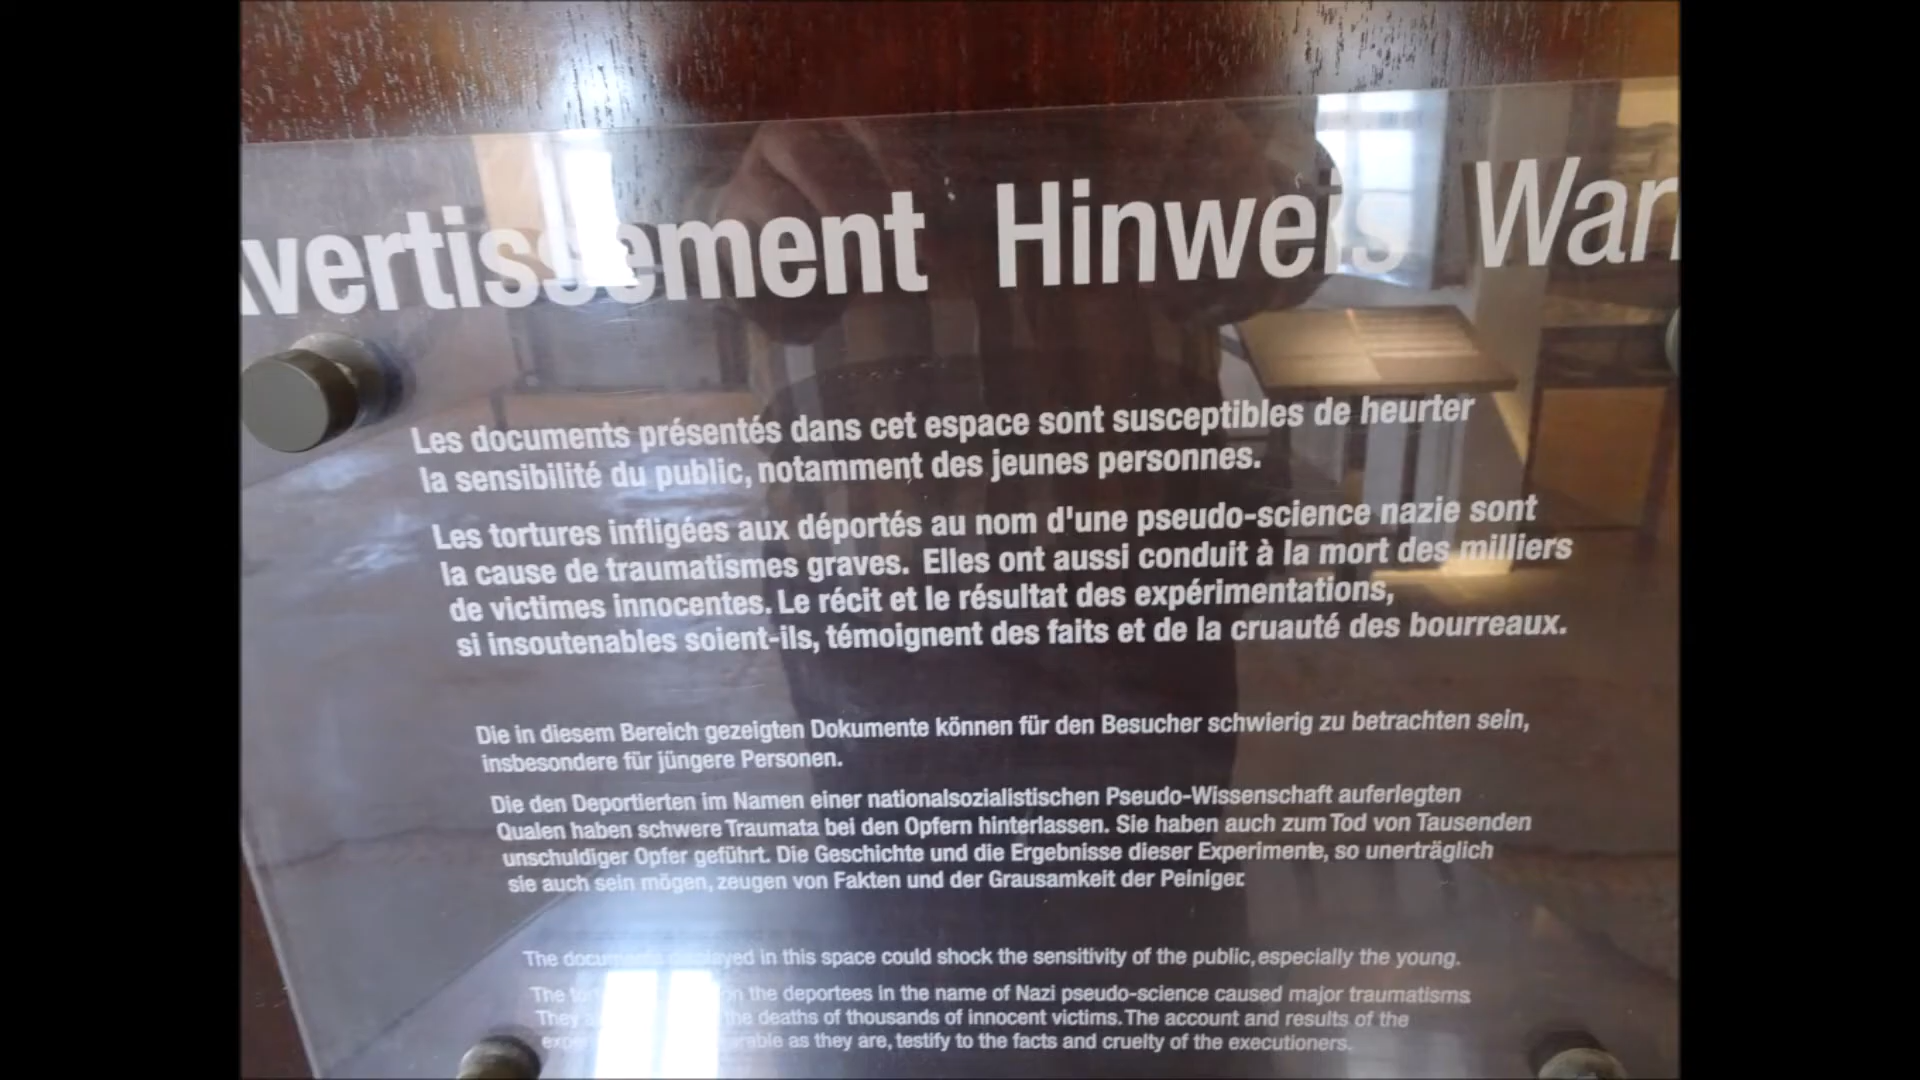 Avertissement Hinweis Warn
Les documents présentés dans cet espace sont susceptibles de heurter
la sensibilité du public, notamment des jeunes personnes.
Les tortures infligées aux déportés au nom d'une pseudo-science nazie sont
la cause de traumatismes graves. Elles ont aussi conduit à la mort des milliers
de victimes innocentes. Le récit et le résultat des expérimentations,
si insoutenables soient-ils, témoignent des faits et de la cruauté des bourreaux.
Die in diesem Bereich gezeigten Dokumente können für den Besucher schwierig zu betrachten sein,
insbesondere für jüngere Personen.
Die den Deportierten im Namen einer nationalsozialistischen Pseudo-Wissenschaft auferlegten
Qualen haben schwere Traumata bei den Opfern hinterlassen. Sie haben auch zum Tod von Tausenden
unschuldiger Opfer geführt. Die Geschichte und die Ergebnisse dieser Experimente, so unerträglich
sie auch sein mögen, zeugen von Fakten und der Grausamkeit der Peiniger.
The documents displayed in this space could shock the sensitivity of the public, especially the young.
The on the deportees in the name of Nazi pseudo-science caused major traumatisms
They the deaths of thousands of innocent victims. The account and results of the
as they are, testify to the facts and cruelty of the executioners.